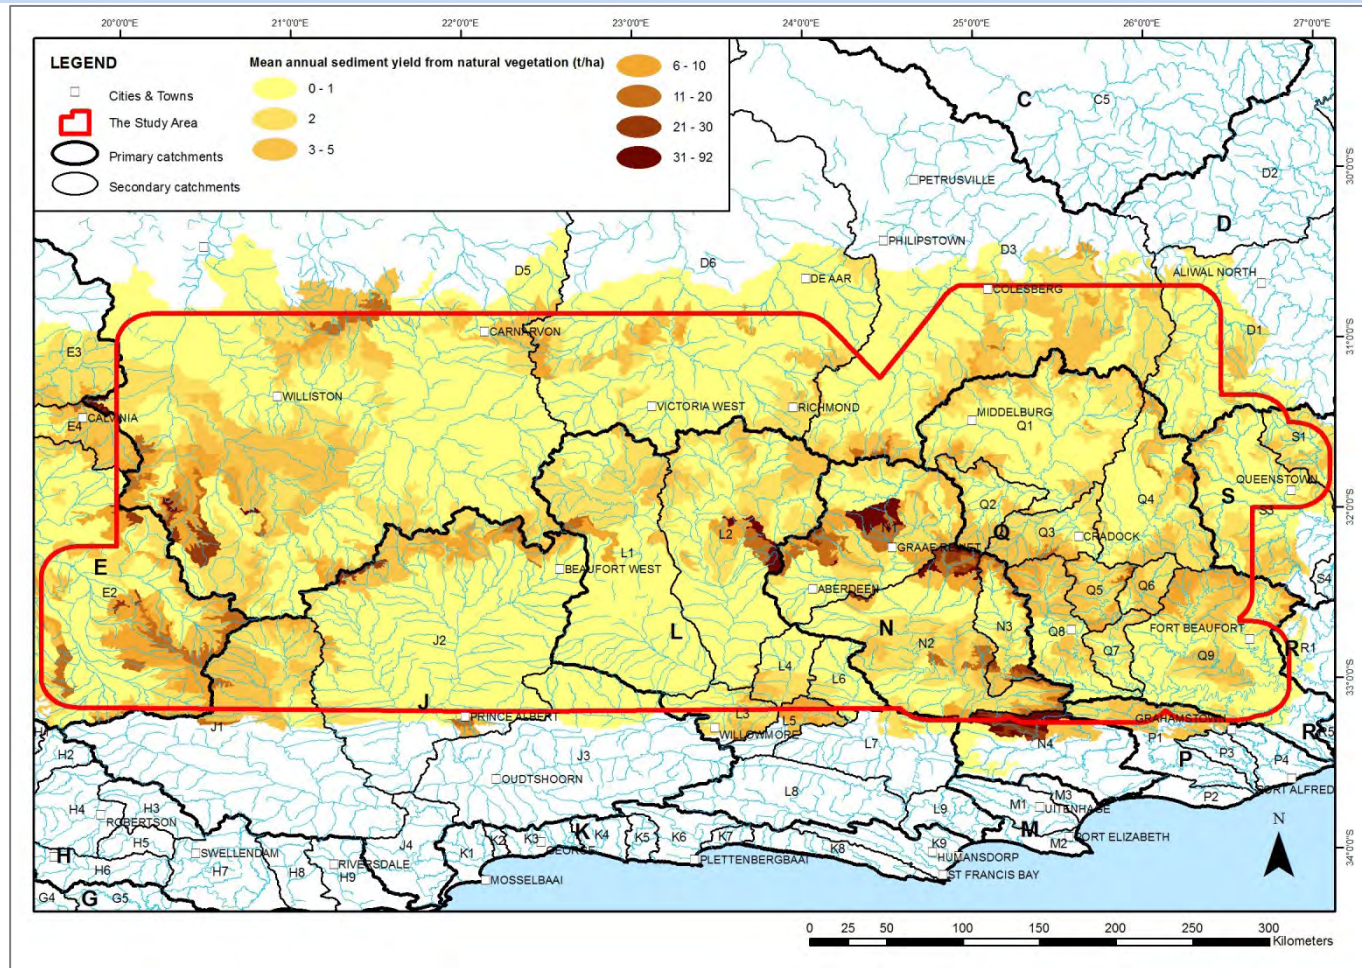 20°0'0"E 21°0'0"E 22°0'0"E 23°0'0"E 24°0'0"E 25°0'0"E 26°0'0"E 27°0'0"E
LEGEND
Cities & Towns
The Study Area
Primary catchments
Secondary catchments
Mean annual sediment yield from natural vegetation (t/ha)
0 - 1
2
3 - 5
6 - 10
11 - 20
21 - 30
31 - 92
C
C5
30°0'0"S
D2
PETRUSVILLE
D
PHILIPSTOWN
D3
D5
D6
DE AAR
ALIWAL NORTH
COLESBERG
CARNARVON
D1
31°0'0"S
E3
WILLISTON
VICTORIA WEST
RICHMOND
MIDDELBURG
Q1
CALVINIA
E4
S1
QUEENSTOWN
S
Q4
Q2
32°0'0"S
S3
L2
N1
Q
Q3
CRADOCK
GRAAF REINET
L1
E
BEAUFORT WEST
S4
E2
ABERDEEN
Q5
Q6
L
N
N3
Q8
FORT BEAUFORT
J2
N2
Q7
Q9
R
R1
L4
L6
33°0'0"S
J
PRINCE ALBERT
L3
L5
GRAHAMSTOWN
J1
WILLOWMORE
H2
J3
L7
N4
P1
P
P3
P4
R
OUTDTSHOORN
L8
PORT ALFRED
P2
H4
H3
ROBERTSON
L9
M1
M3
UITENHAGE
H5
J4
K
K1
K2
K3
K4
K5
K6
K7
K8
K9
M
M2
PORT ELIZABETH
GEORGE
N
H
SWELLENDAM
RIVERSDALE
PLETTENBERGBAAI
HUMANSDORP
34°0'0"S
H6
H7
H8
H9
MOSSELBAAI
ST FRANCIS BAY
G4
G
G5
0 25 50 100 150 200 250 300
Kilometers